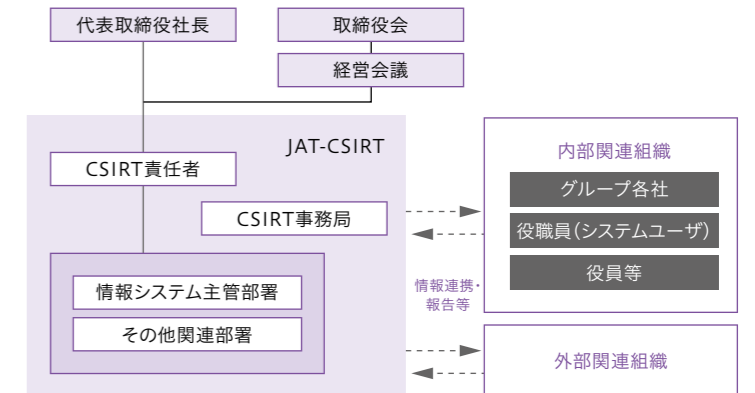 代表取締役社長
取締役会
経営会議
JAT-CSIRT
CSIRT責任者
CSIRT事務局
情報システム主管部署
その他関連部署
情報連携・
報告等
内部関連組織
グループ各社
役職員（システムユーザ）
役員等
外部関連組織